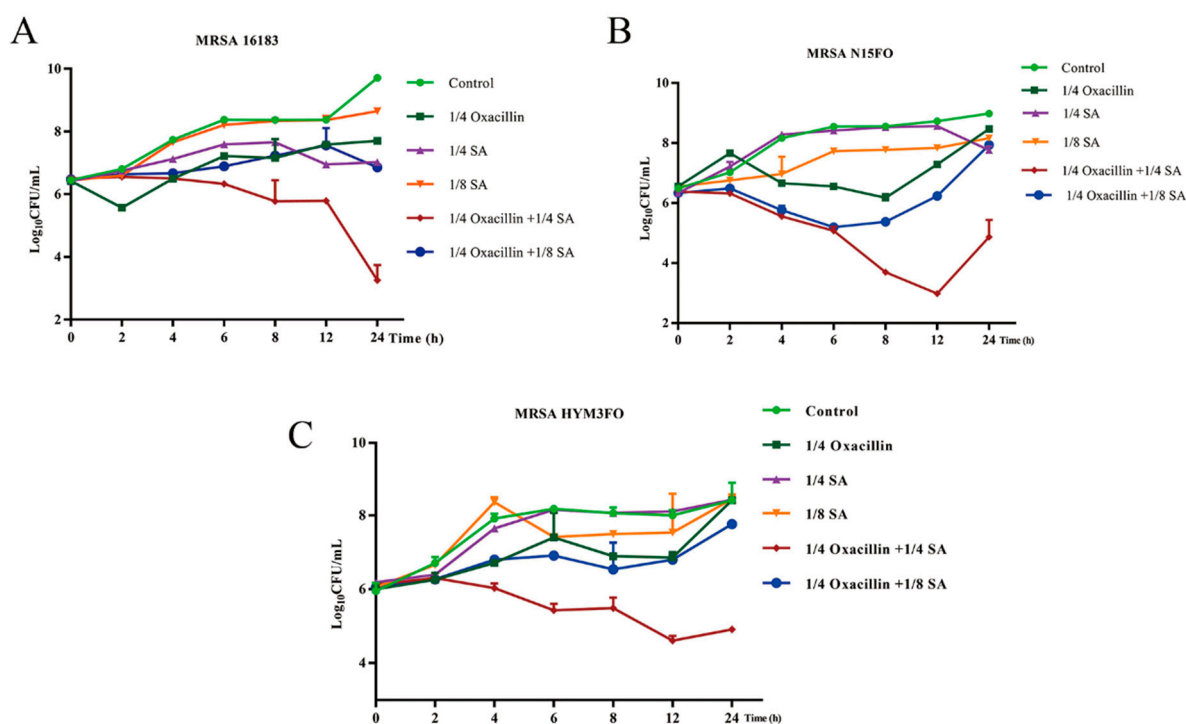 A
MRSA 16183
Log10CFU/mL
10
8
6
4
2
0 2 4 6 8 12 24 Time (h)
Control
1/4 Oxacillin
1/4 SA
1/8 SA
1/4 Oxacillin +1/4 SA
1/4 Oxacillin +1/8 SA
B
MRSA N15FO
Log₁₀CFU/mL
10
8
6
4
2
0 2 4 6 8 12 24 Time (h)
Control
1/4 Oxacillin
1/4 SA
1/8 SA
1/4 Oxacillin +1/4 SA
1/4 Oxacillin +1/8 SA
C
MRSA HYM3FO
Log₁₀CFU/mL
10
8
6
4
0 2 4 6 8 12 24 Time (h)
Control
1/4 Oxacillin
1/4 SA
1/8 SA
1/4 Oxacillin +1/4 SA
1/4 Oxacillin +1/8 SA